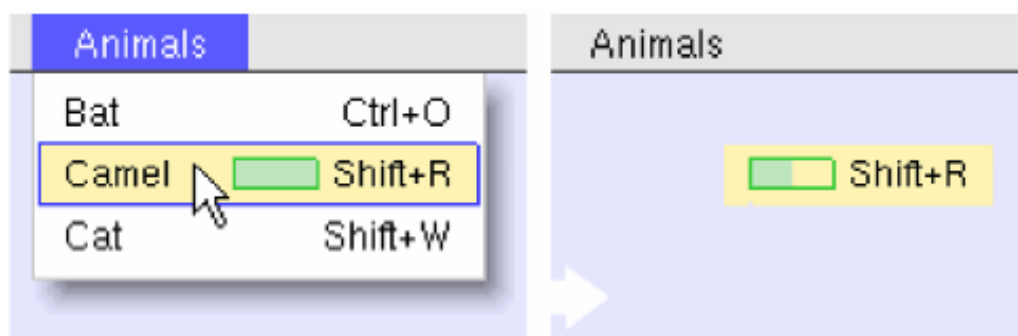 Animals
Bat Ctrl+O
Camel Shift+R
Cat Shift+W
Animals
Shift+R